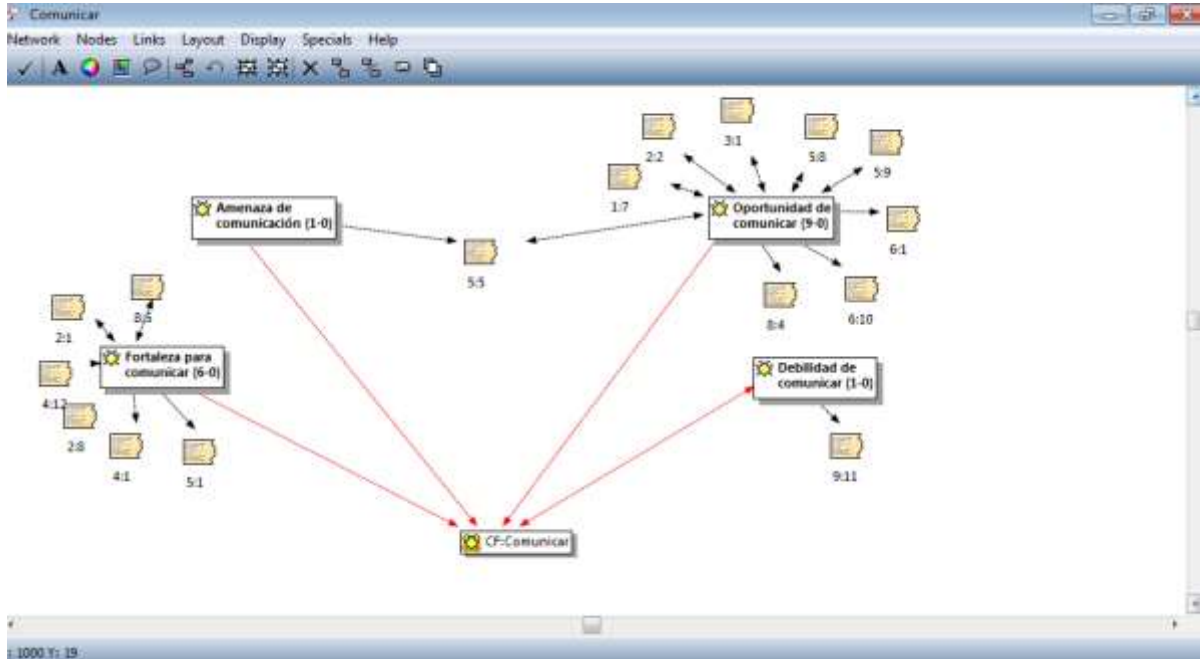 Comunicar
Network Nodes Links Layout Display Specials Help
A
3:1
2:2
5:8
5:9
1:7
Amenaza de
comunicación (1-0)
Oportunidad de
comunicar (9-0)
6:1
5:5
8:4
6:10
2:1
Fortaleza para
comunicar (6-0)
Debilidad de
comunicar (1-0)
4:12
2:8
4:1
5:1
9:11
CF:Comunicar
: 1000 Y: 19